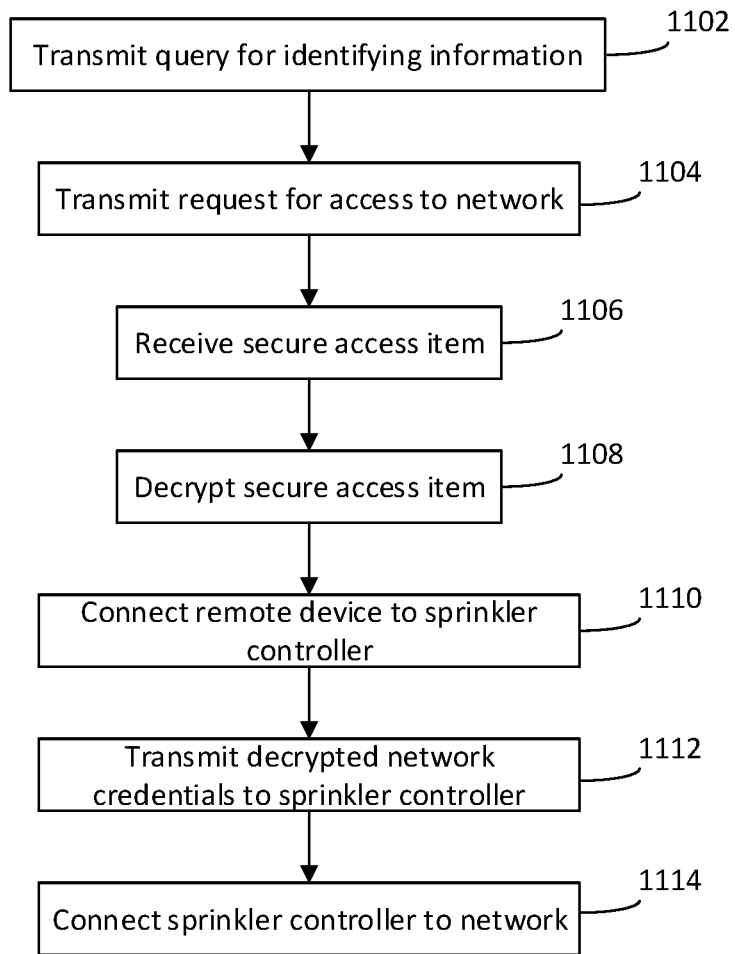 1102
Transmit query for identifying information
1104
Transmit request for access to network
1106
Receive secure access item
1108
Decrypt secure access item
1110
Connect remote device to sprinkler
controller
1112
Transmit decrypted network
credentials to sprinkler controller
1114
Connect sprinkler controller to network